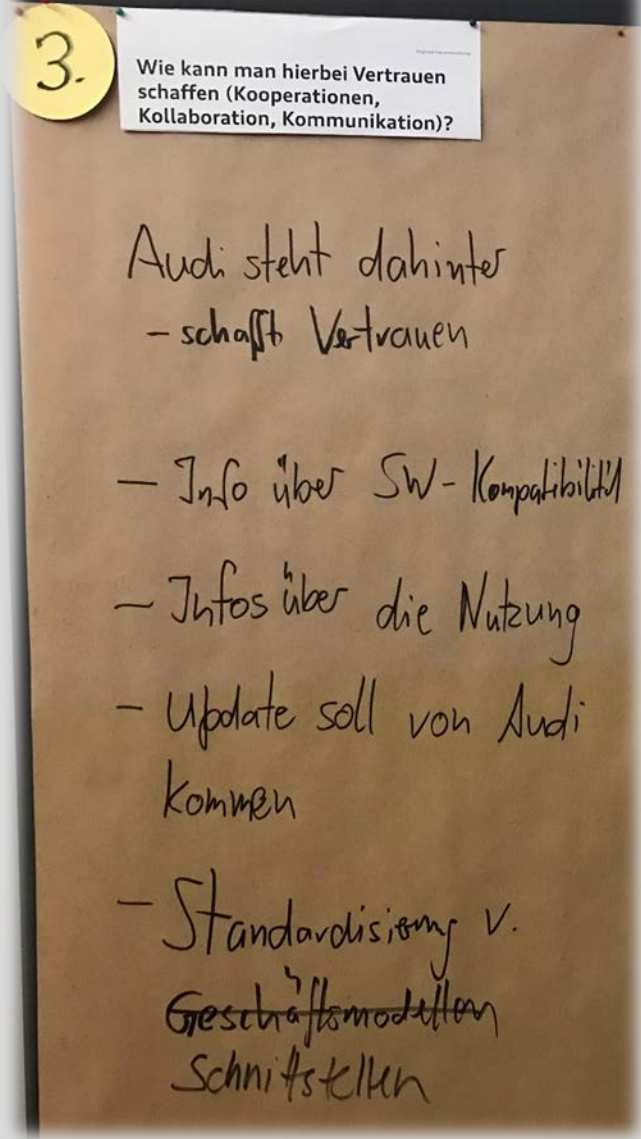 3.
Wie kann man hierbei Vertrauen
schaffen (Kooperationen,
Kollaboration, Kommunikation)?
Audi steht dahinter
- schafft Vertrauen
- Info über SW-Kompatibilität
- Infos über die Nutzung
- Update soll von Audi
kommen
- Standardisierung v.
Geschäftsmodellen
Schnittstellen